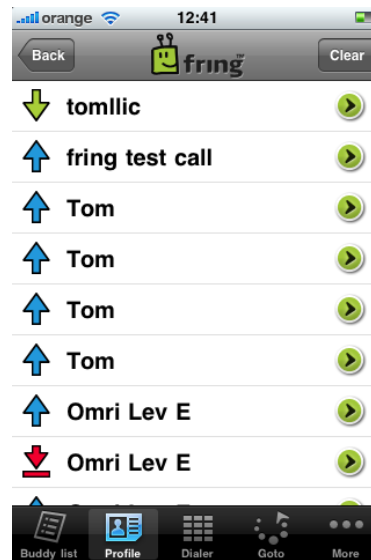 orange 12:41
Back fring™ Clear
tomllic
fring test call
Tom
Tom
Tom
Tom
Omri Lev E
Omri Lev E
Buddy list Profile Dialer Goto More